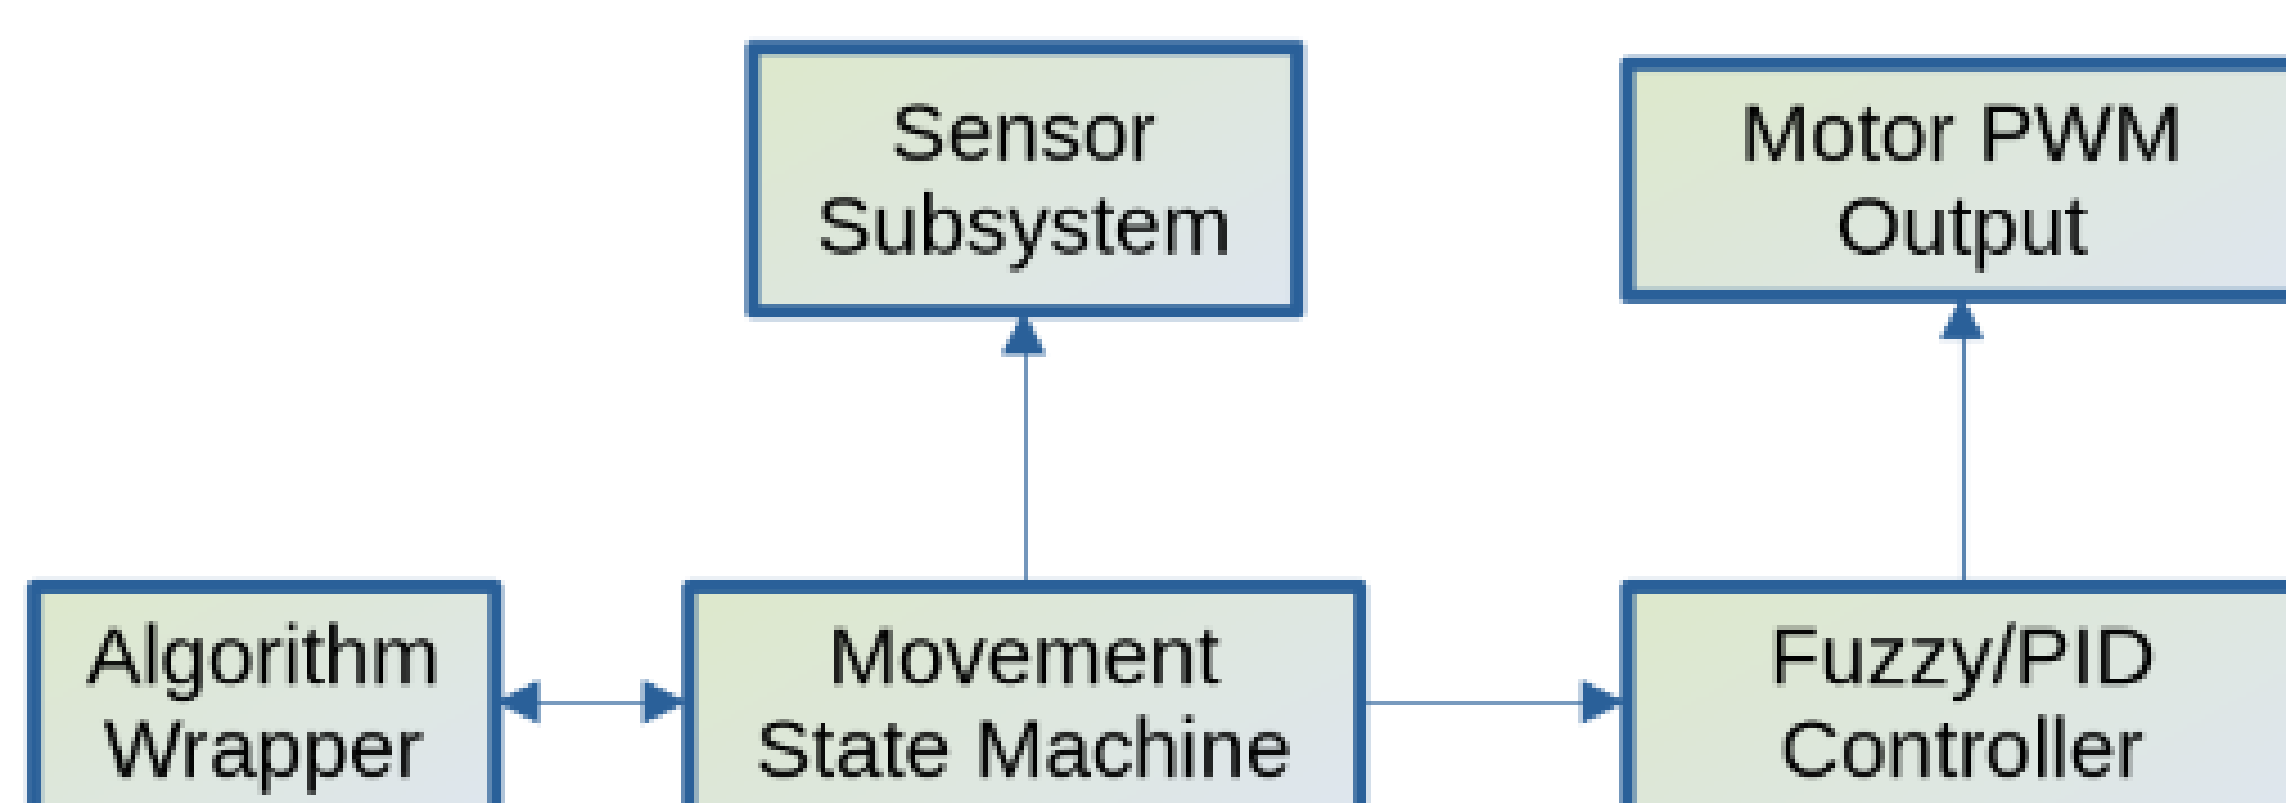 Sensor
Subsystem
Motor PWM
Output
Algorithm
Wrapper
Movement
State Machine
Fuzzy/PID
Controller